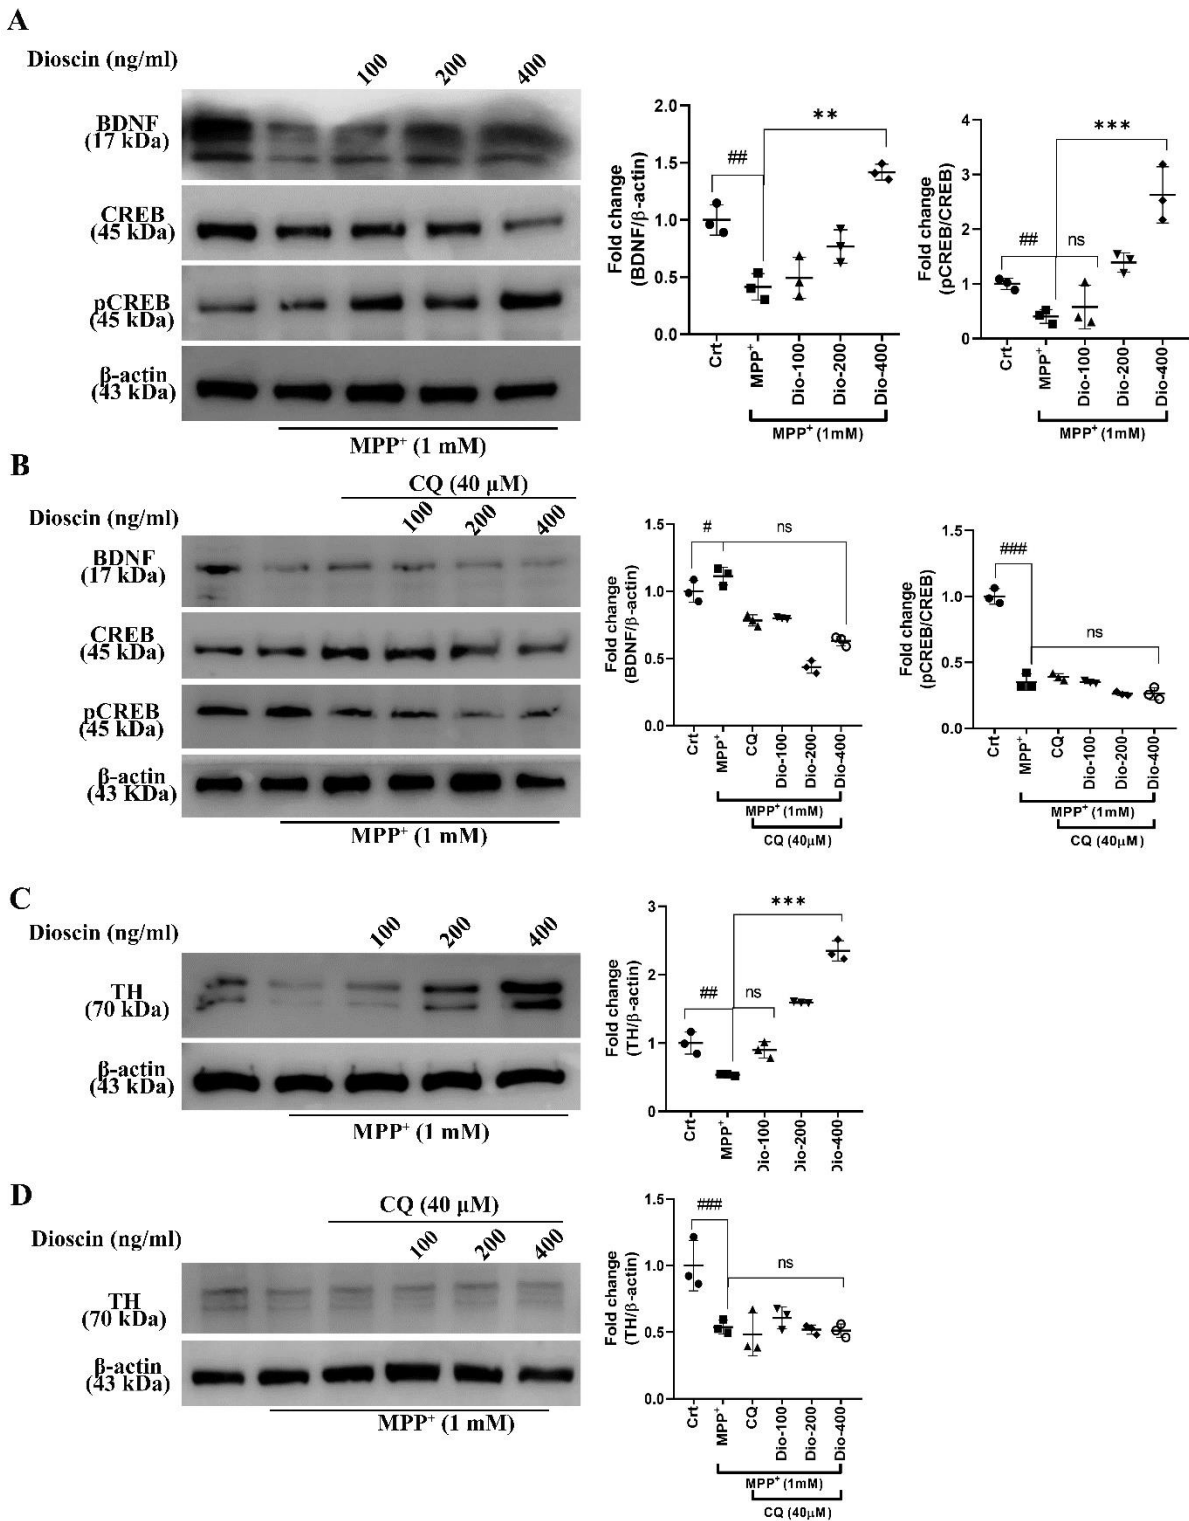 A
Dioscin (ng/ml)
100
200
400
BDNF
(17 kDa)
CREB
(45 kDa)
pCREB
(45 kDa)
β-actin
(43 kDa)
MPP⁺ (1 mM)
Fold change
(BDNF/β-actin)
2.0
1.5
1.0
0.5
0.0
##
**
Crt
MPP⁺
Dio-100
Dio-200
Dio-400
MPP⁺ (1mM)
Fold change
(pCREB/CREB)
4
3
2
1
0
##
ns
***
Crt
MPP⁺
Dio-100
Dio-200
Dio-400
MPP⁺ (1mM)
B
CQ (40 μM)
Dioscin (ng/ml)
100
200
400
BDNF
(17 kDa)
CREB
(45 kDa)
pCREB
(45 kDa)
β-actin
(43 KDa)
MPP⁺ (1 mM)
Fold change
(BDNF/β-actin)
1.5
1.0
0.5
0.0
#
ns
Crt
MPP⁺
CQ
Dio-100
Dio-200
Dio-400
MPP⁺ (1mM)
CQ (40μM)
Fold change
(pCREB/CREB)
1.5
1.0
0.5
0.0
###
ns
Crt
MPP⁺
CQ
Dio-100
Dio-200
Dio-400
MPP⁺ (1mM)
CQ (40μM)
C
Dioscin (ng/ml)
100
200
400
TH
(70 kDa)
β-actin
(43 kDa)
MPP⁺ (1 mM)
Fold change
(TH/β-actin)
3
2
1
0
##
ns
***
Crt
MPP⁺
Dio-100
Dio-200
Dio-400
D
CQ (40 μM)
Dioscin (ng/ml)
100
200
400
TH
(70 kDa)
β-actin
(43 kDa)
MPP⁺ (1 mM)
Fold change
(TH/β-actin)
1.5
1.0
0.5
0.0
###
ns
Crt
MPP⁺
CQ
Dio-100
Dio-200
Dio-400
MPP⁺ (1mM)
CQ (40μM)